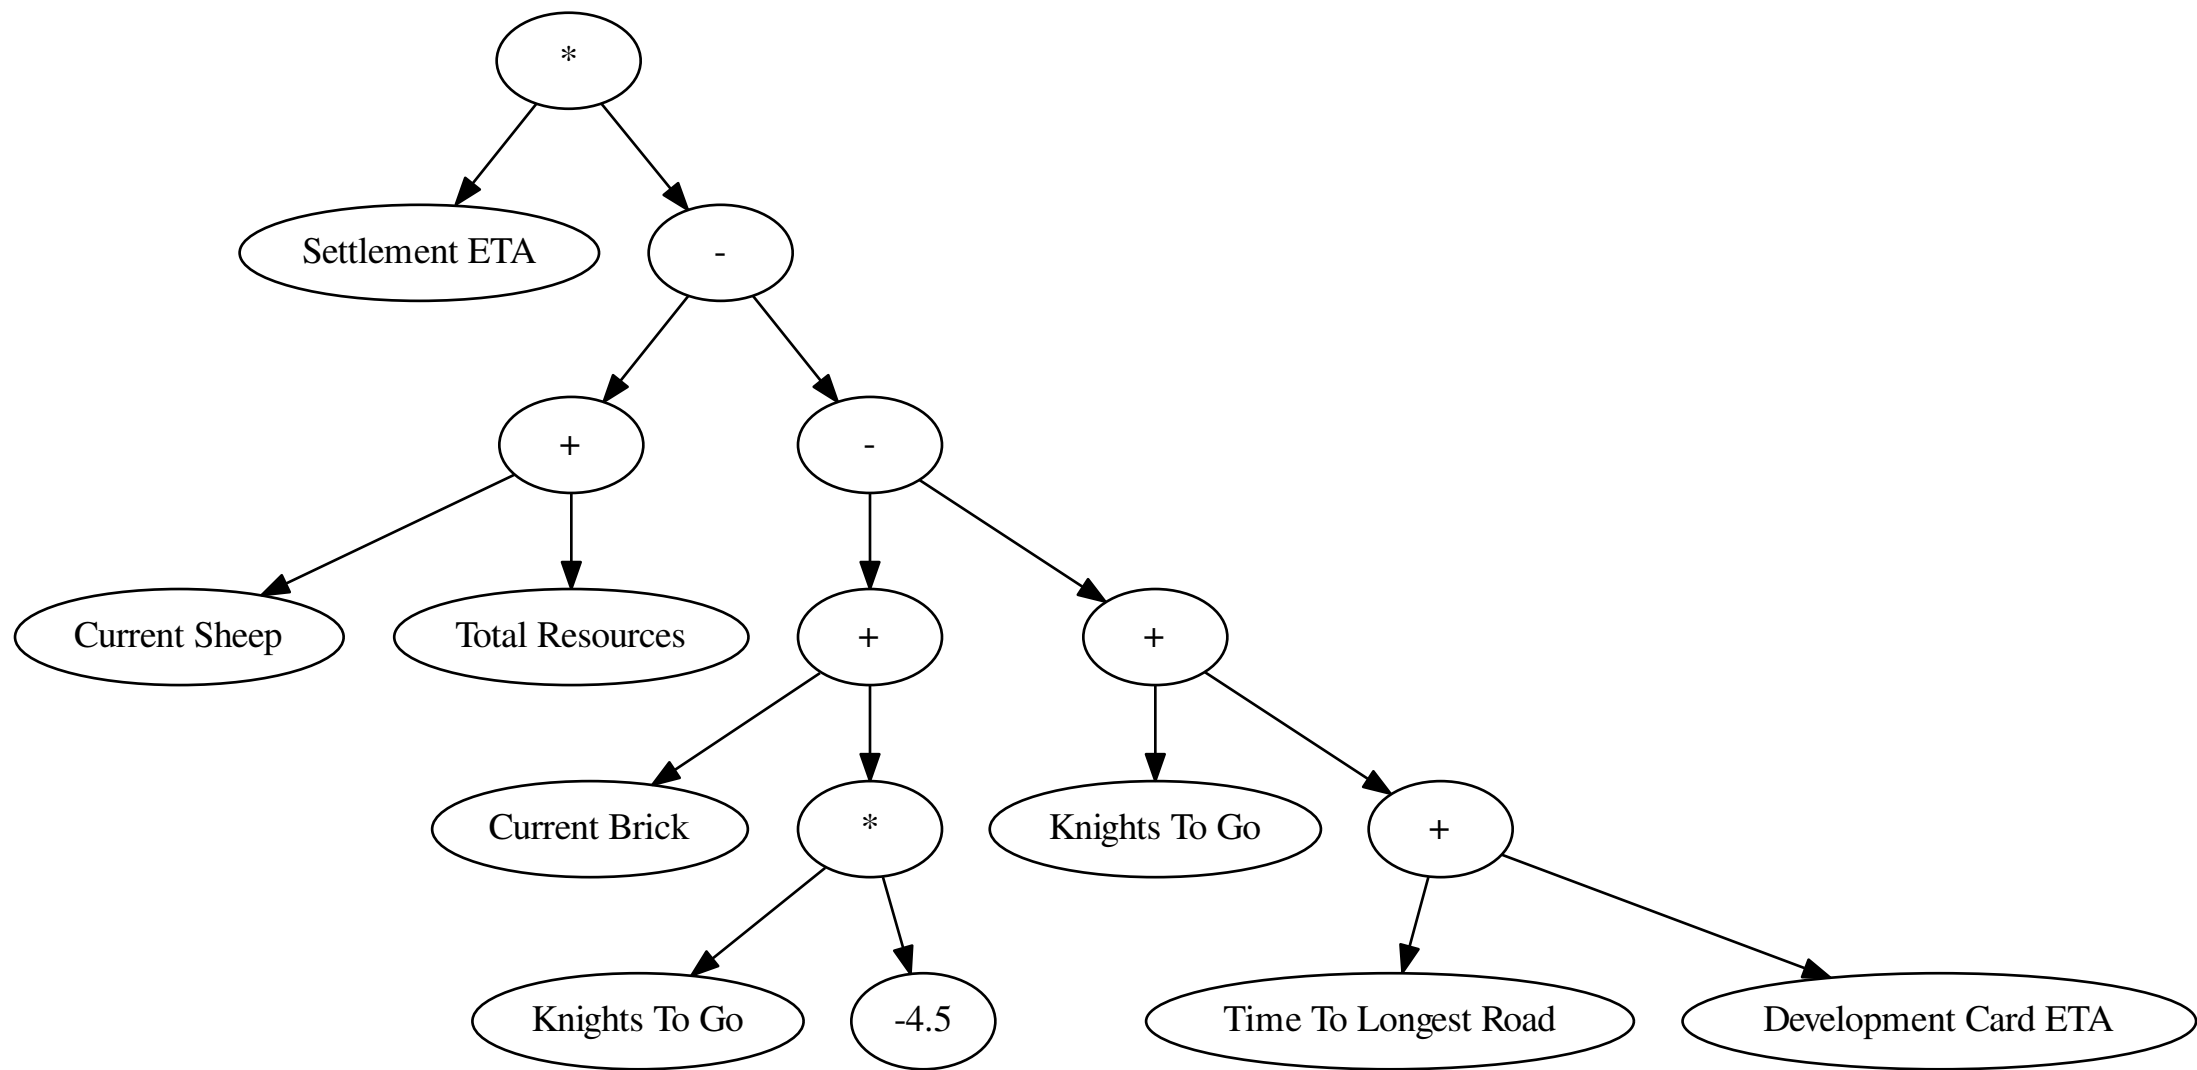 *
Settlement ETA
-
+
-
Current Sheep
Total Resources
+
+
Current Brick
*
Knights To Go
+
Knights To Go
-4.5
Time To Longest Road
Development Card ETA